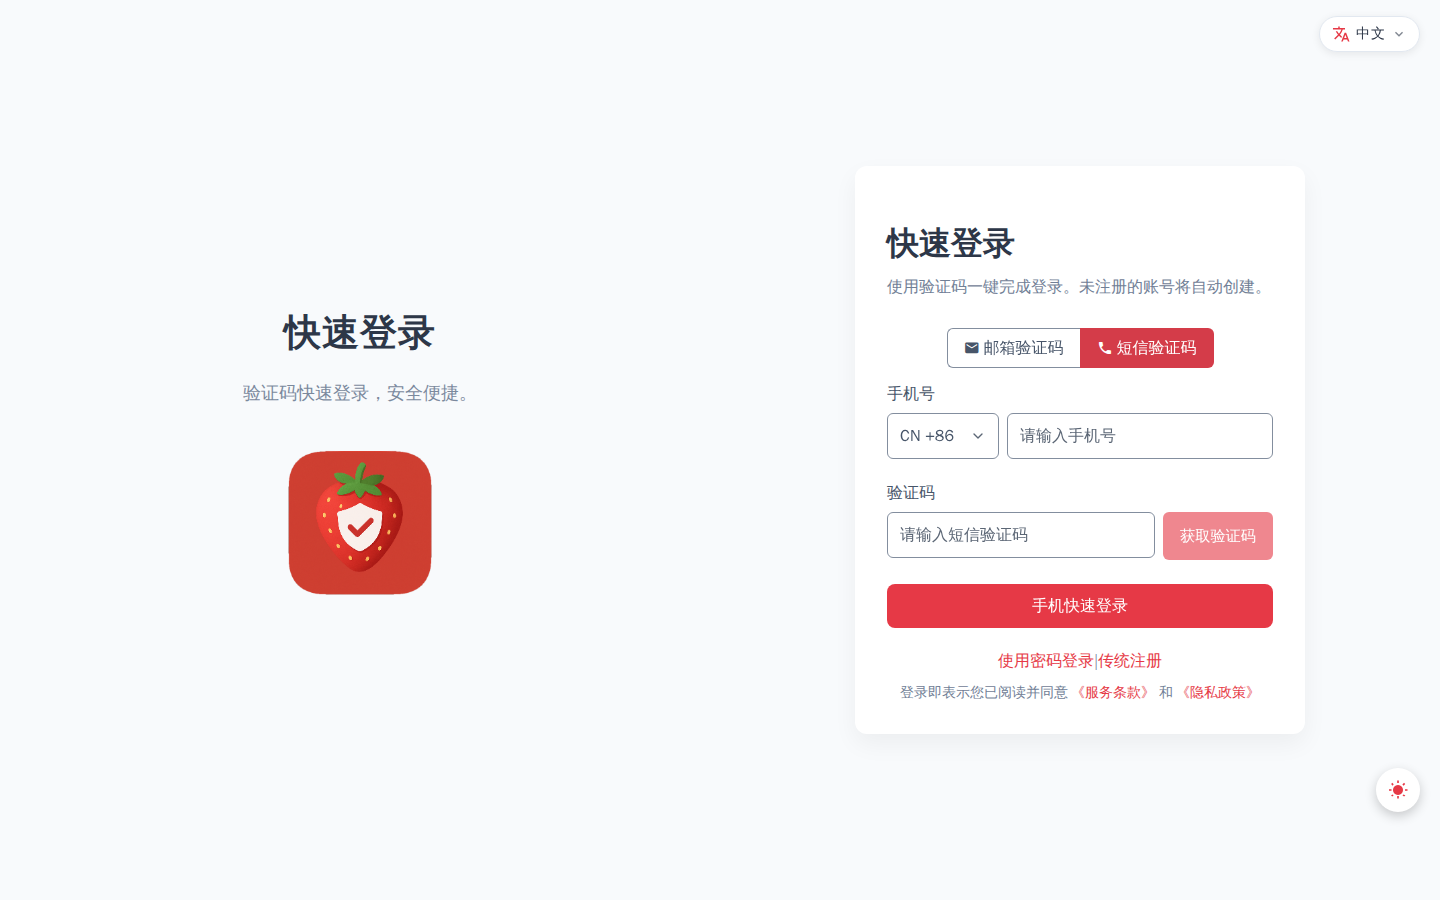 中文
快速登录
验证码快速登录，安全便捷。
快速登录
使用验证码一键完成登录。未注册的账号将自动创建。
邮箱验证码 短信验证码
手机号
CN +86 请输入手机号
验证码
请输入短信验证码 获取验证码
手机快速登录
使用密码登录|传统注册
登录即表示您已阅读并同意 《服务条款》 和 《隐私政策》